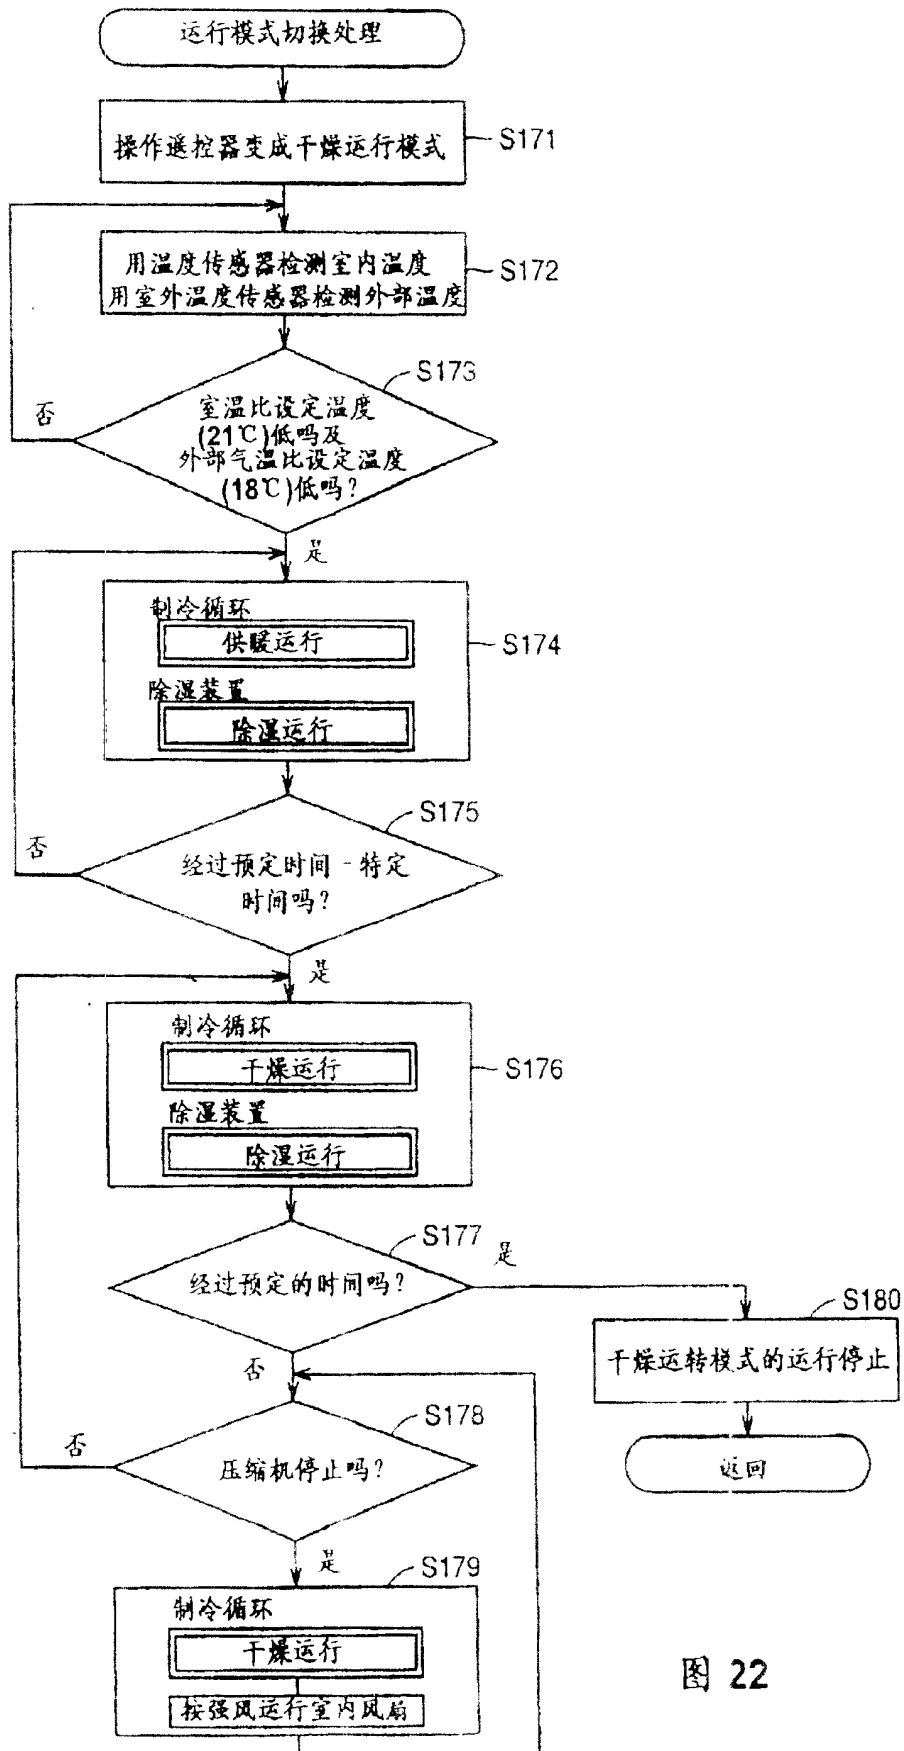 运行模式切换处理
操作遥控器变成干燥运行模式
S171
用温度传感器检测室内温度
用室外温度传感器检测外部温度
S172
S173
否
室温比设定温度
(21℃)低吗及
外部气温比设定温度
(18℃)低吗?
是
制冷循环
供暖运行
S174
除湿装置
除湿运行
S175
否
经过预定时间-特定
时间吗?
是
制冷循环
干燥运行
S176
除湿装置
除湿运行
S177
是
经过预定的时间吗?
S180
干燥运转模式的运行停止
否
S178
否
压缩机停止吗?
返回
是
S179
制冷循环
干燥运行
按强风运行室内风扇
图 22